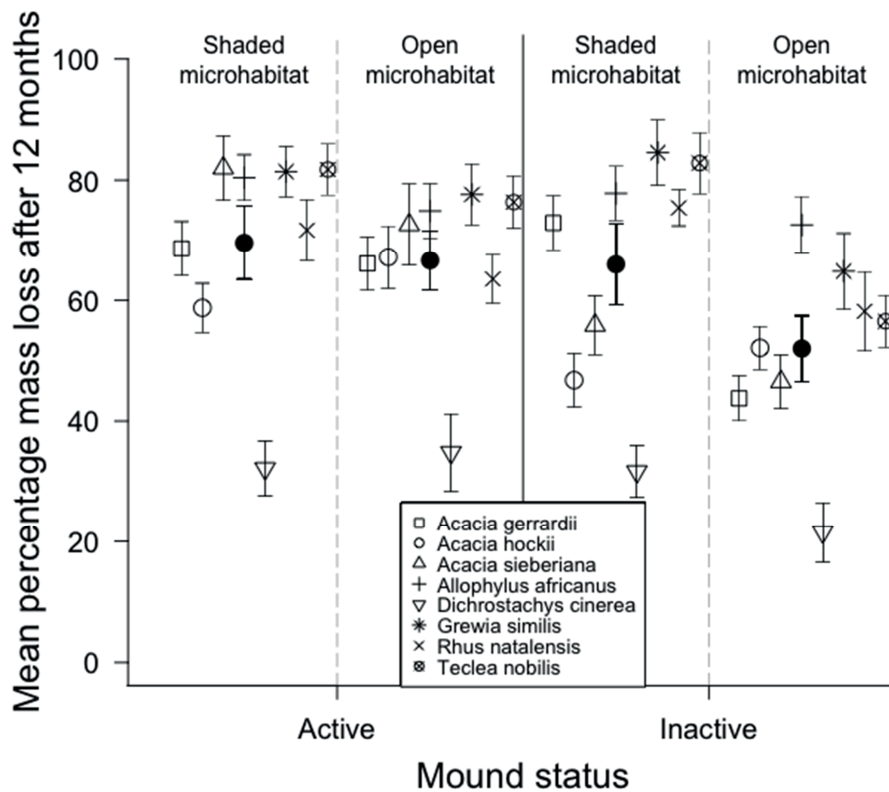 Mean percentage mass loss after 12 months
100
80
60
40
20
0
Shaded
microhabitat
Open
microhabitat
Shaded
microhabitat
Open
microhabitat
Acacia gerrardii
Acacia hockii
Acacia sieberiana
Allophylus africanus
Dichrostachys cinerea
Grewia similis
Rhus natalensis
Teclea nobilis
Active
Inactive
Mound status